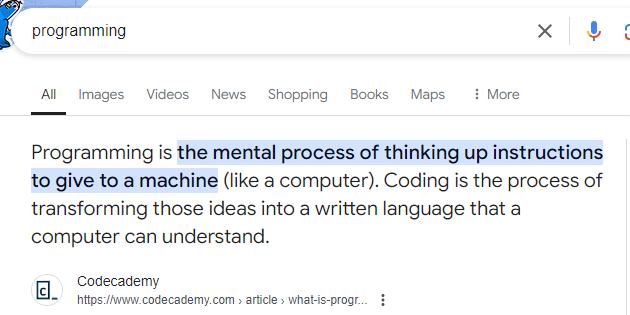 programming
All Images Videos News Shopping Books Maps More
Programming is the mental process of thinking up instructions
to give to a machine (like a computer). Coding is the process of
transforming those ideas into a written language that a
computer can understand.
Codecademy
https://www.codecademy.com › article › what-is-progr...